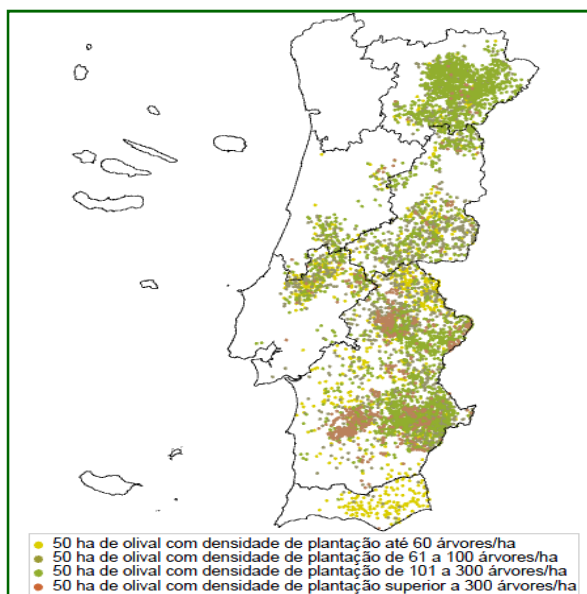 50 ha de olival com densidade de plantação até 60 árvores/ha
50 ha de olival com densidade de plantação de 61 a 100 árvores/ha
50 ha de olival com densidade de plantação de 101 a 300 árvores/ha
50 ha de olival com densidade de plantação superior a 300 árvores/ha